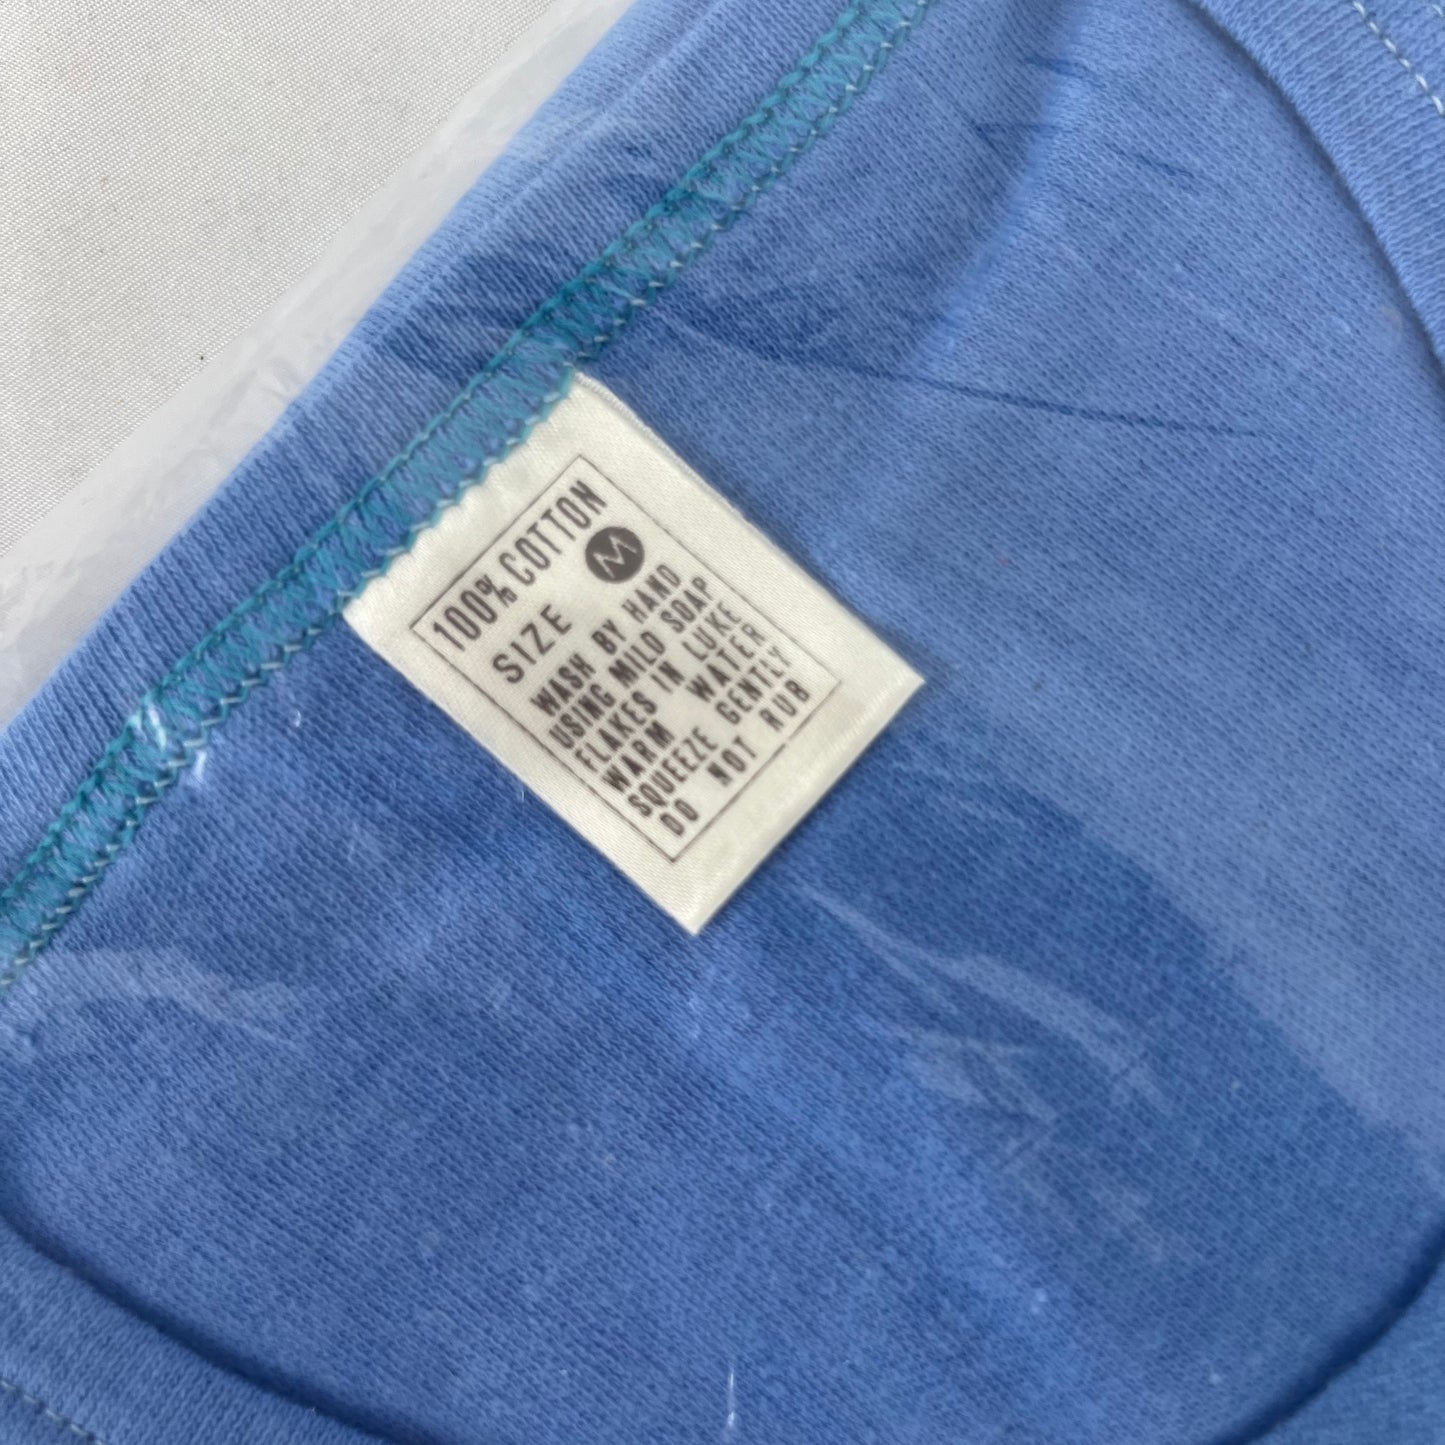 100% COTTON
SIZE M
WASH BY HAND
USING MILD SOAP
FLAKES IN LUKE
WARM WATER
SQUEEZE GENTLY
DO NOT RUB